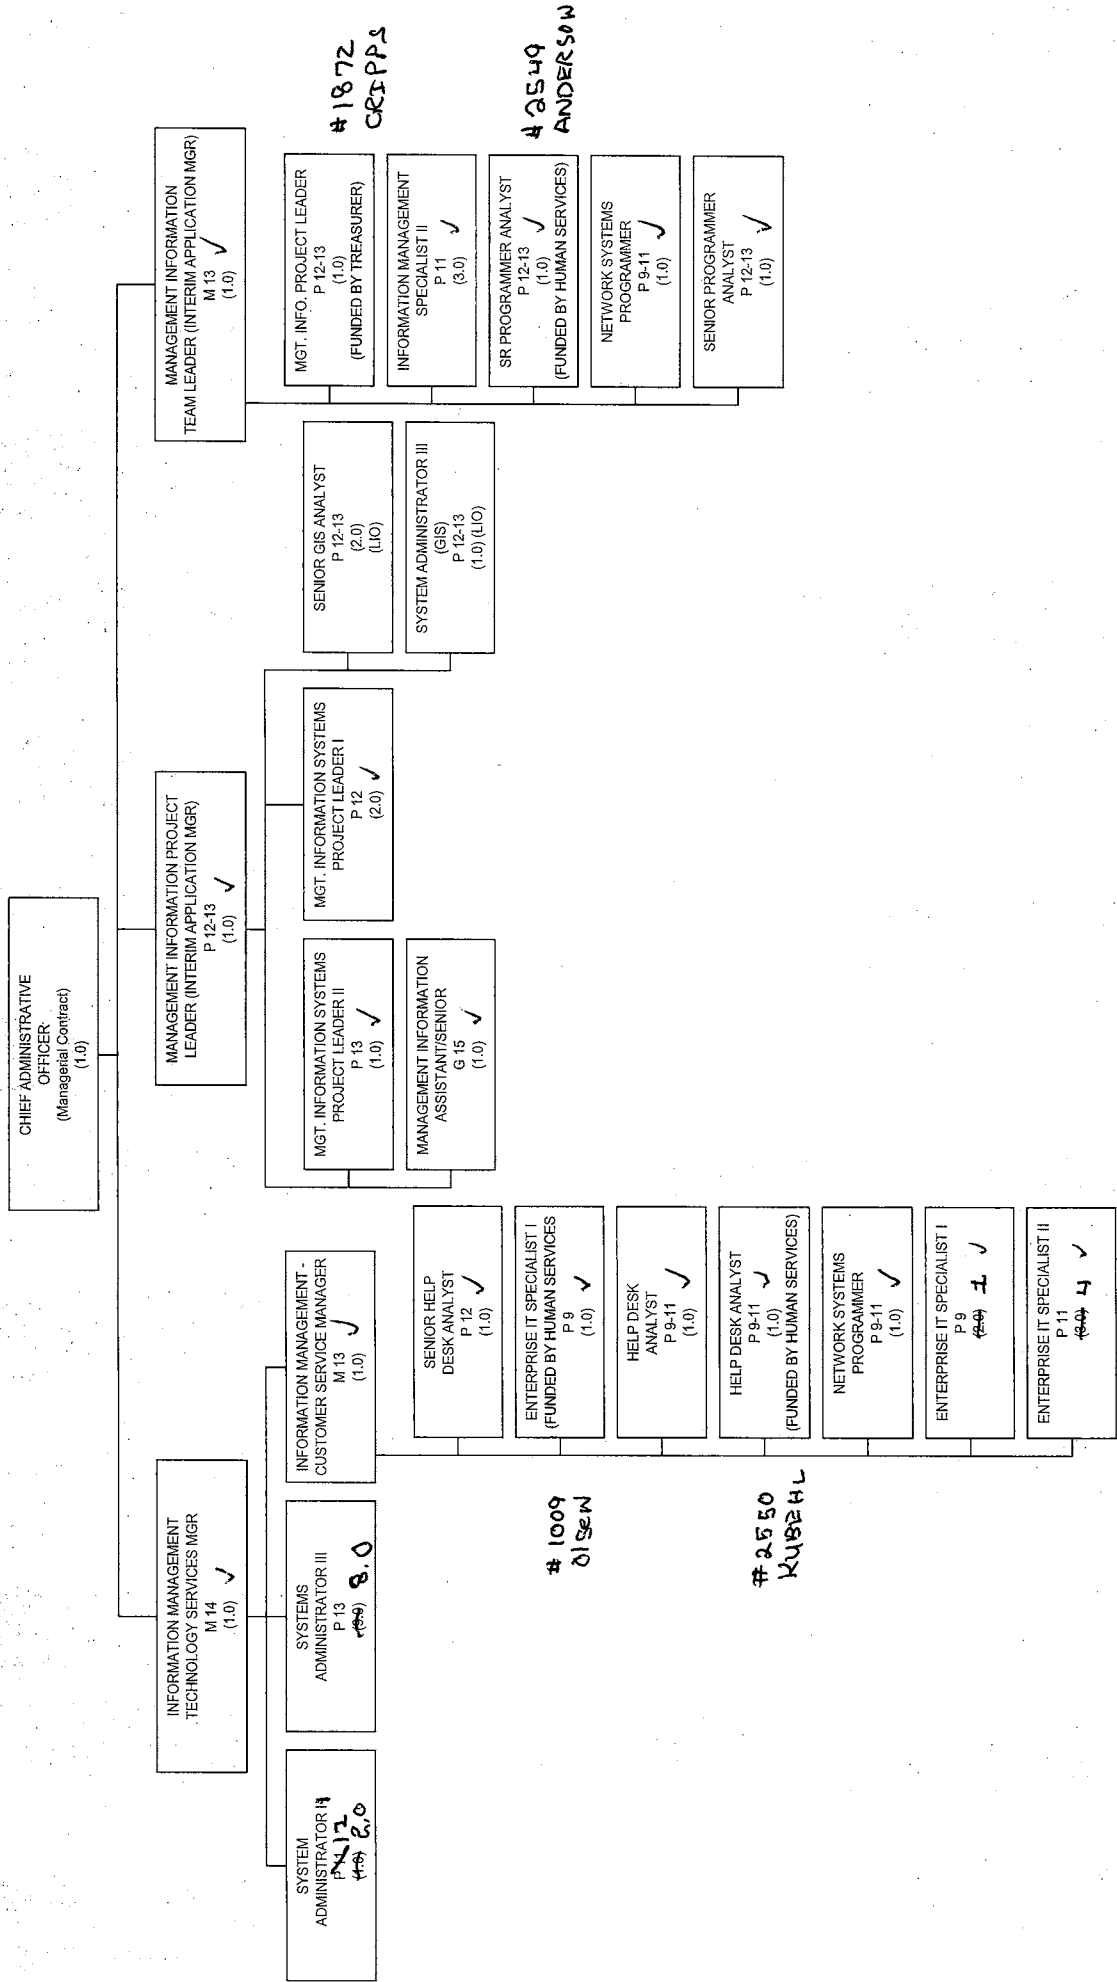 CHIEF ADMINISTRATIVE
OFFICER
(Managerial Contract)
(1.0)
INFORMATION MANAGEMENT
TECHNOLOGY SERVICES MGR
M 14 ✓
(1.0)
MANAGEMENT INFORMATION PROJECT
LEADER (INTERIM APPLICATION MGR)
P 12-13
(1.0) ✓
MANAGEMENT INFORMATION
TEAM LEADER (INTERIM APPLICATION MGR)
M 13 ✓
(1.0)
SYSTEM
ADMINISTRATOR
12
(1.0) 2.0
SYSTEMS
ADMINISTRATOR III
P 13
8.0
INFORMATION MANAGEMENT -
CUSTOMER SERVICE MANAGER
M 13 ✓
(1.0)
SENIOR HELP
DESK ANALYST
P 12 ✓
(1.0)
# 1009
OlSeN
ENTERPRISE IT SPECIALIST I
(FUNDED BY HUMAN SERVICES
P 9
(1.0) ✓
HELP DESK
ANALYST
P 9-11 ✓
(1.0)
#2550
KUBEHL
HELP DESK ANALYST
P 9-11 ✓
(1.0)
(FUNDED BY HUMAN SERVICES)
NETWORK SYSTEMS
PROGRAMMER
P 9-11 ✓
(1.0)
ENTERPRISE IT SPECIALIST I
P 9
(2.0) 1 ✓
ENTERPRISE IT SPECIALIST II
P 11
(3.0) 4 ✓
MGT. INFORMATION SYSTEMS
PROJECT LEADER II
P 13
(1.0) ✓
MANAGEMENT INFORMATION
ASSISTANT/SENIOR
G 15
(1.0) ✓
MGT. INFORMATION SYSTEMS
PROJECT LEADER I
P 12
(2.0) ✓
SENIOR GIS ANALYST
P 12-13
(2.0)
(LIO)
SYSTEM ADMINISTRATOR III
(GIS)
P 12-13
(1.0) (LIO)
MGT. INFO. PROJECT LEADER
P 12-13
(1.0)
(FUNDED BY TREASURER)
#1872
CRIPPS
INFORMATION MANAGEMENT
SPECIALIST II
P 11
(3.0) ✓
SR PROGRAMMER ANALYST
P 12-13 ✓
(1.0)
(FUNDED BY HUMAN SERVICES)
#2549
ANDERSON
NETWORK SYSTEMS
PROGRAMMER
P 9-11 ✓
(1.0)
SENIOR PROGRAMMER
ANALYST
P 12-13
(1.0) ✓